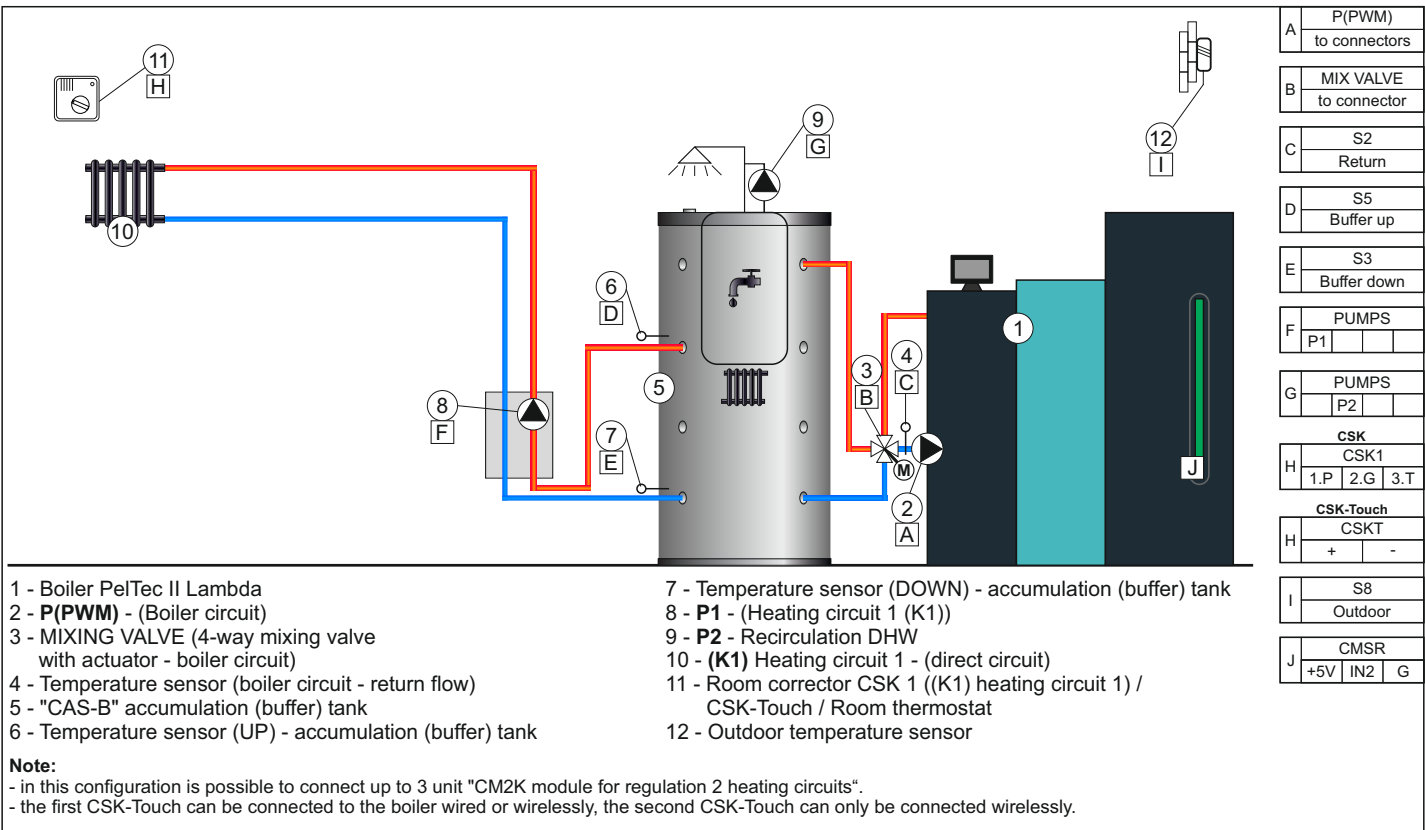 11
H
10
9
G
12
I
6
D
5
8
F
7
E
3
B
4
C
M
2
A
1
J
A
P(PWM)
to connectors
B
MIX VALVE
to connector
C
S2
Return
D
S5
Buffer up
E
S3
Buffer down
F
PUMPS
P1
G
PUMPS
P2
CSK
H
CSK1
1.P 2.G 3.T
CSK-Touch
H
CSKT
+ -
I
S8
Outdoor
J
CMSR
+5V IN2 G
1 - Boiler PelTec II Lambda
2 - P(PWM) - (Boiler circuit)
3 - MIXING VALVE (4-way mixing valve
with actuator - boiler circuit)
4 - Temperature sensor (boiler circuit - return flow)
5 - "CAS-B" accumulation (buffer) tank
6 - Temperature sensor (UP) - accumulation (buffer) tank
7 - Temperature sensor (DOWN) - accumulation (buffer) tank
8 - P1 - (Heating circuit 1 (K1))
9 - P2 - Recirculation DHW
10 - (K1) Heating circuit 1 - (direct circuit)
11 - Room corrector CSK 1 ((K1) heating circuit 1) /
CSK-Touch / Room thermostat
12 - Outdoor temperature sensor
Note:
- in this configuration is possible to connect up to 3 unit "CM2K module for regulation 2 heating circuits“.
- the first CSK-Touch can be connected to the boiler wired or wirelessly, the second CSK-Touch can only be connected wirelessly.